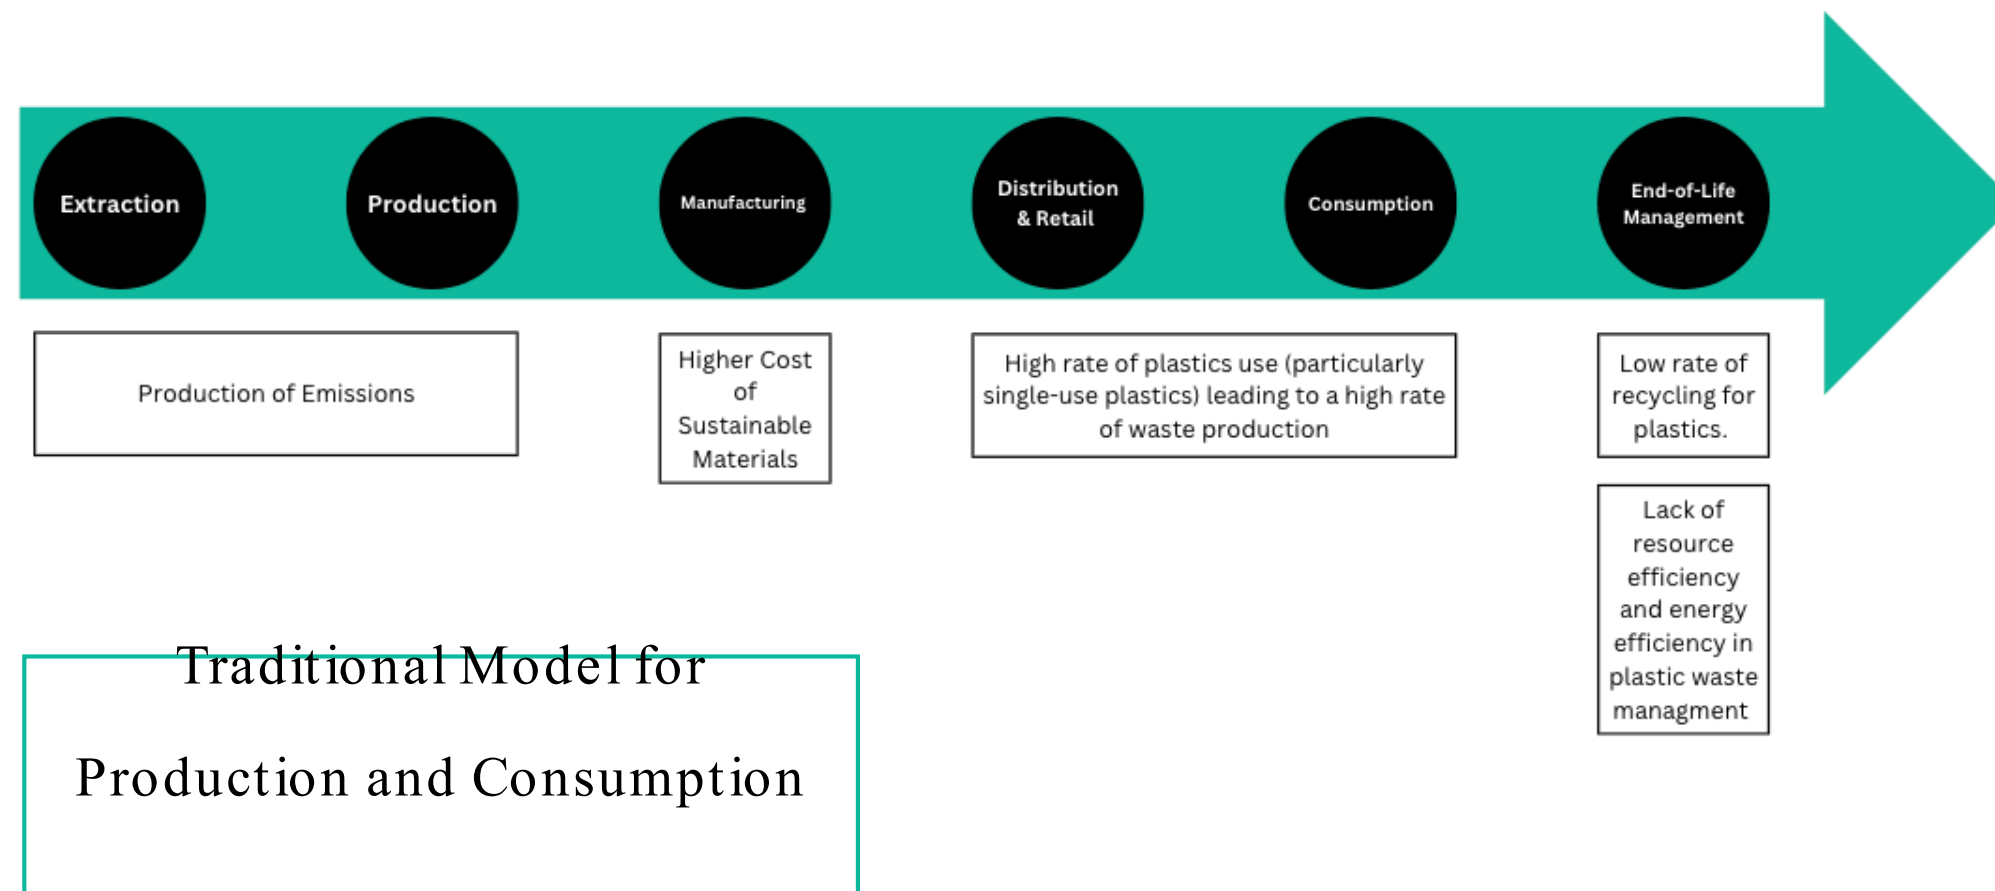 Extraction
Production
Manufacturing
Distribution
& Retail
Consumption
End-of-Life
Management
Production of Emissions
Higher Cost
of
Sustainable
Materials
High rate of plastics use (particularly
single-use plastics) leading to a high rate
of waste production
Low rate of
recycling for
plastics.
Lack of
resource
efficiency
and energy
efficiency in
plastic waste
managment
Traditional Model for
Production and Consumption